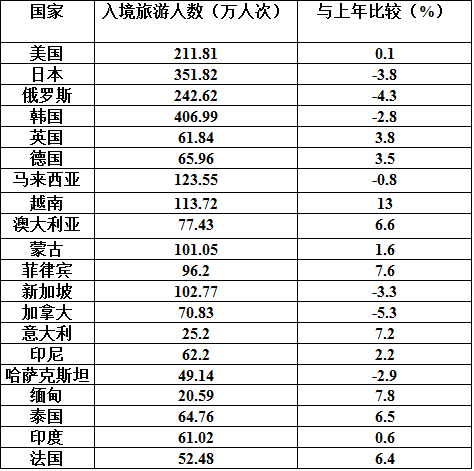 国家 入境旅游人数（万人次） 与上年比较（%）
美国 211.81 0.1
日本 351.82 -3.8
俄罗斯 242.62 -4.3
韩国 406.99 -2.8
英国 61.84 3.8
德国 65.96 3.5
马来西亚 123.55 -0.8
越南 113.72 13
澳大利亚 77.43 6.6
蒙古 101.05 1.6
菲律宾 96.2 7.6
新加坡 102.77 -3.3
加拿大 70.83 -5.3
意大利 25.2 7.2
印尼 62.2 2.2
哈萨克斯坦 49.14 -2.9
缅甸 20.59 7.8
泰国 64.76 6.5
印度 61.02 0.6
法国 52.48 6.4